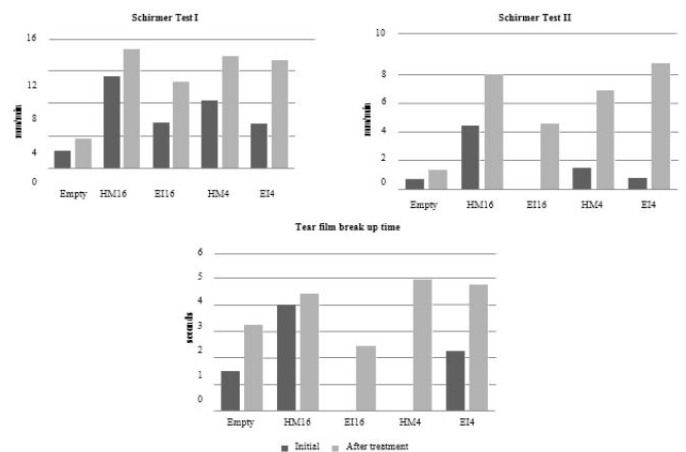 Schirmer Test I
16
12
8
4
0
mm/min
Empty HM16 EI16 HM4 EI4
Schirmer Test II
10
8
6
4
2
0
mm/min
Empty HM16 EI16 HM4 EI4
Tear film break up time
6
5
4
3
2
1
0
seconds
Empty HM16 EI16 HM4 EI4
Initial After treatment